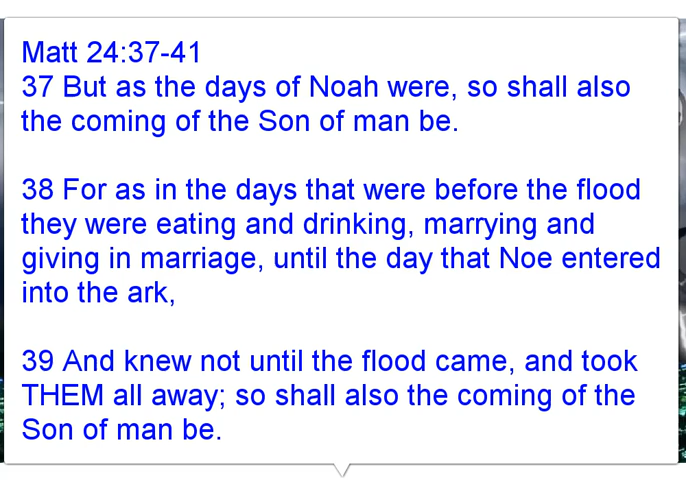 Matt 24:37-41
37 But as the days of Noah were, so shall also
the coming of the Son of man be.
38 For as in the days that were before the flood
they were eating and drinking, marrying and
giving in marriage, until the day that Noe entered
into the ark,
39 And knew not until the flood came, and took
THEM all away; so shall also the coming of the
Son of man be.